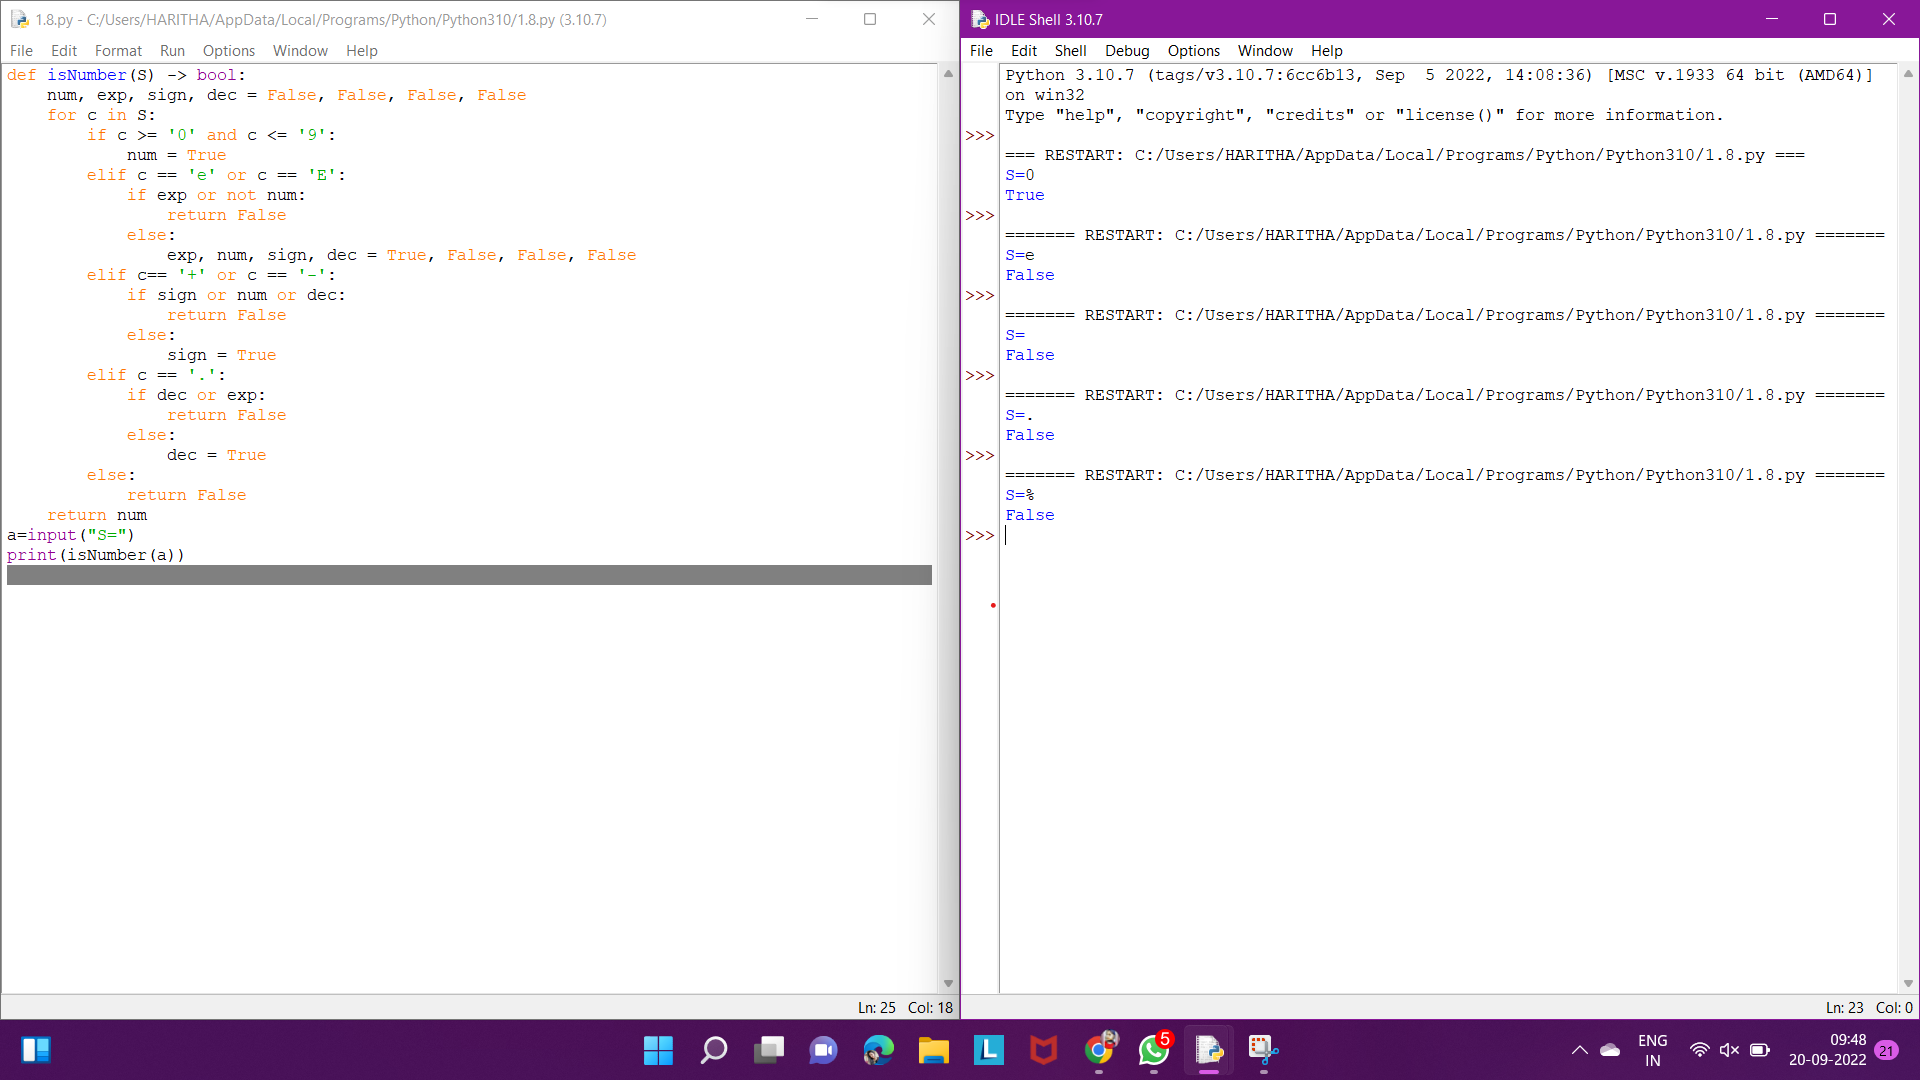 1.8.py - C:/Users/HARITHA/AppData/Local/Programs/Python/Python310/1.8.py (3.10.7)
File Edit Format Run Options Window Help
def isNumber(S) -> bool:
    num, exp, sign, dec = False, False, False, False
    for c in S:
        if c >= '0' and c <= '9':
            num = True
        elif c == 'e' or c == 'E':
            if exp or not num:
                return False
            else:
                exp, num, sign, dec = True, False, False, False
        elif c== '+' or c == '-':
            if sign or num or dec:
                return False
            else:
                sign = True
        elif c == '.':
            if dec or exp:
                return False
            else:
                dec = True
        else:
            return False
    return num
a=input("S=")
print(isNumber(a))
Ln: 25 Col: 18
IDLE Shell 3.10.7
File Edit Shell Debug Options Window Help
Python 3.10.7 (tags/v3.10.7:6cc6b13, Sep  5 2022, 14:08:36) [MSC v.1933 64 bit (AMD64)]
on win32
Type "help", "copyright", "credits" or "license()" for more information.
>>>
=== RESTART: C:/Users/HARITHA/AppData/Local/Programs/Python/Python310/1.8.py ===
S=0
True
>>>
======= RESTART: C:/Users/HARITHA/AppData/Local/Programs/Python/Python310/1.8.py =======
S=e
False
>>>
======= RESTART: C:/Users/HARITHA/AppData/Local/Programs/Python/Python310/1.8.py =======
S=
False
>>>
======= RESTART: C:/Users/HARITHA/AppData/Local/Programs/Python/Python310/1.8.py =======
S=.
False
>>>
======= RESTART: C:/Users/HARITHA/AppData/Local/Programs/Python/Python310/1.8.py =======
S=%
False
>>>
Ln: 23 Col: 0
L
5
ENG
IN
09:48
20-09-2022
21